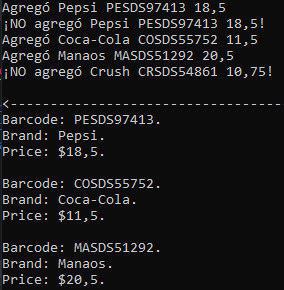 Agregó Pepsi PESDS97413 18,5
¡NO agregó Pepsi PESDS97413 18,5!
Agregó Coca-Cola COSDS55752 11,5
Agregó Manaos MASDS51292 20,5
¡NO agregó Crush CRSDS54861 10,75!
<----------------------------------
Barcode: PESDS97413.
Brand: Pepsi.
Price: $18,5.
Barcode: COSDS55752.
Brand: Coca-Cola.
Price: $11,5.
Barcode: MASDS51292.
Brand: Manaos.
Price: $20,5.